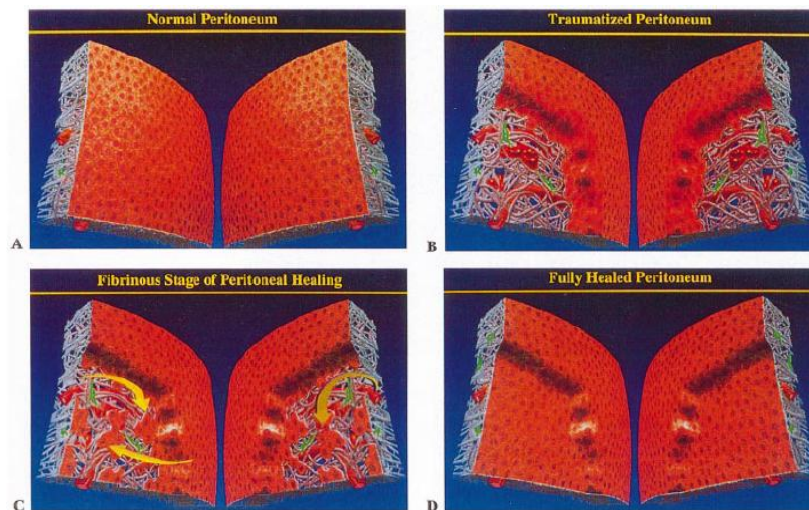 Normal Peritoneum
Traumatized Peritoneum
A
B
Fibrinous Stage of Peritoneal Healing
Fully Healed Peritoneum
C
D